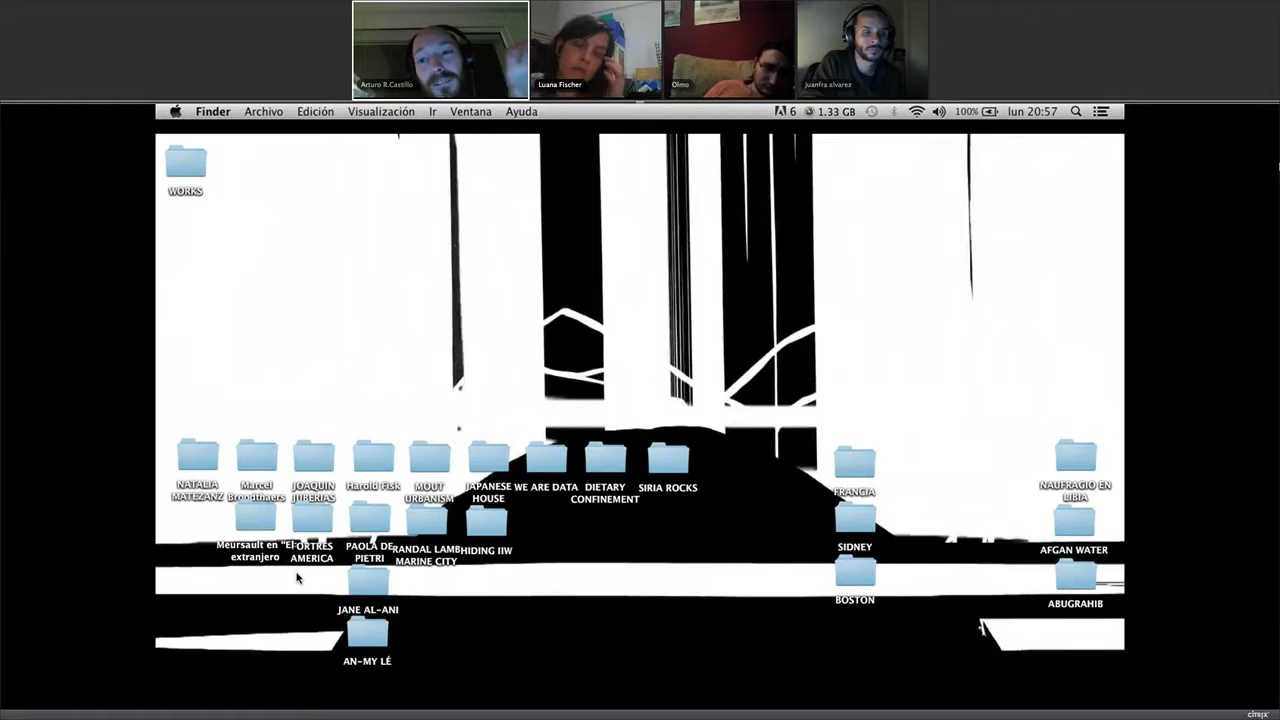 Arturo R.Castillo
Luana Fischer
Olmo
juanfra alvarez
Finder Archivo Edición Visualización Ir Ventana Ayuda
6 1.33 GB 100% lun 20:57
WORKS
NATALIA
MATEZANZ
Marcel
Broodthaers
JOAQUIN
JUBERIAS
Harold Fisk
MOUT
URBANISM
JAPANESE
HOUSE
WE ARE DATA
DIETARY
CONFINEMENT
SIRIA ROCKS
FRANCIA
NAUFRAGIO EN
LIBIA
Meursault en "El
extranjero
FORTRES
AMERICA
PAOLA DE
PIETRI
RANDAL LAMB
MARINE CITY
HIDING IIW
SIDNEY
AFGAN WATER
JANE AL-ANI
BOSTON
ABUGRAHIB
AN-MY LÉ
CITRIX